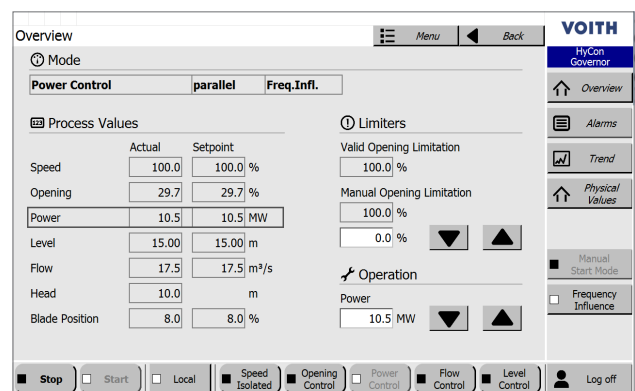 Overview
Menu
Back
VOITH
HyCon
Governor
Mode
Power Control parallel Freq.Infl.
Overview
Alarms
Trend
Physical
Values
Manual
Start Mode
Frequency
Influence
123 Process Values
Actual Setpoint
Speed 100.0 100.0 %
Opening 29.7 29.7 %
Power 10.5 10.5 MW
Level 15.00 15.00 m
Flow 17.5 17.5 m³/s
Head 10.0 m
Blade Position 8.0 8.0 %
Limiters
Valid Opening Limitation
100.0 %
Manual Opening Limitation
100.0 %
0.0 %
Operation
Power
10.5 MW
Stop
Start
Local
Speed
Isolated
Opening
Control
Power
Control
Flow
Control
Level
Control
Log off